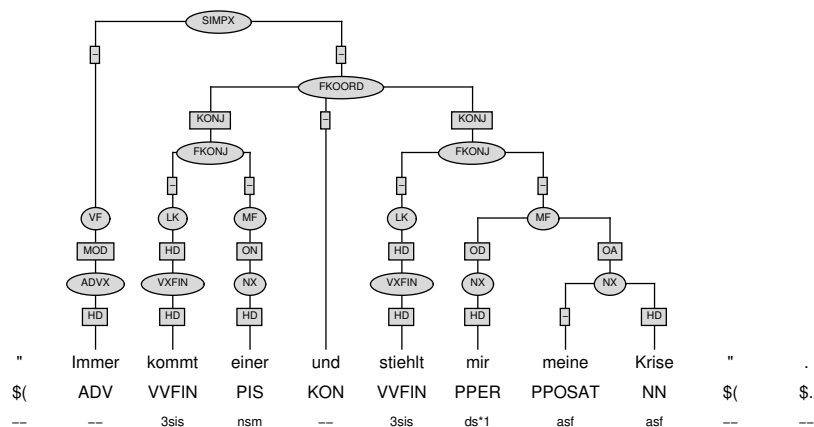 SIMPX
– –
FKOORD
KONJ – KONJ
FKONJ FKONJ
– – – –
VF LK MF LK MF
MOD HD ON HD OD OA
ADVX VXFIN NX VXFIN NX NX
HD HD HD HD HD – HD
" Immer kommt einer und stiehlt mir meine Krise " .
$( ADV VVFIN PIS KON VVFIN PPER PPOSAT NN $( $.
−− −− 3sis nsm −− 3sis ds*1 asf asf −− −−